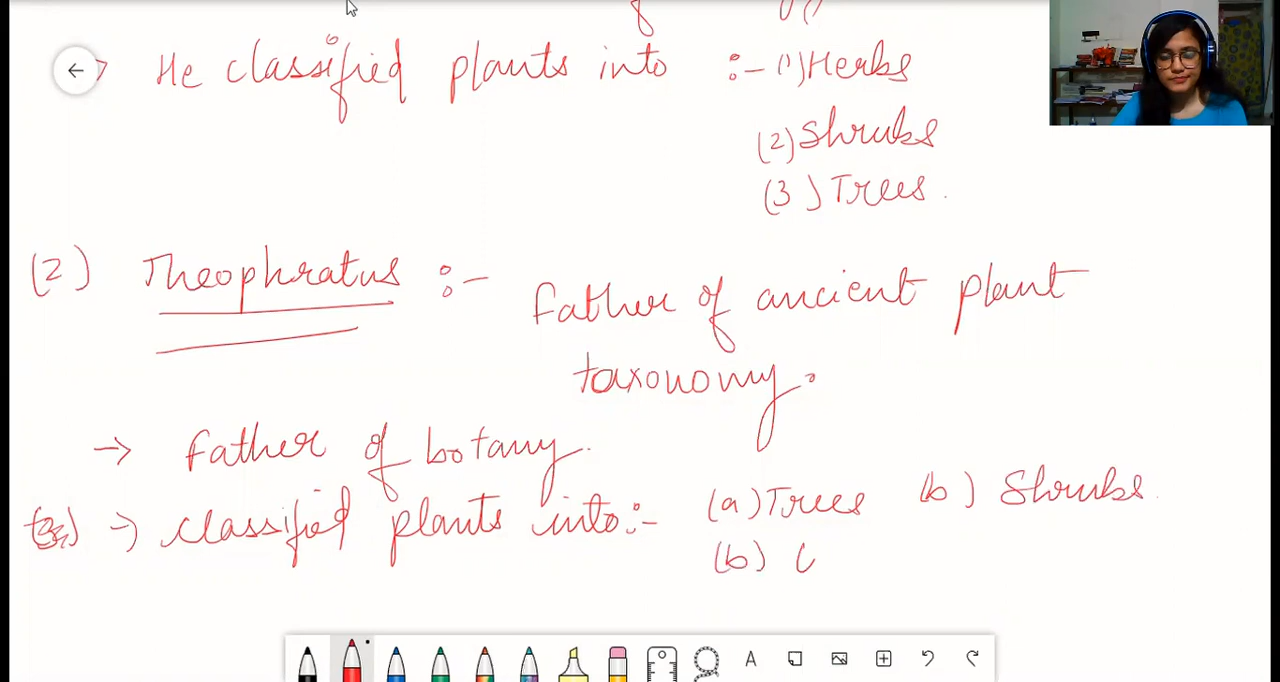 He classified plants into :- (1) Herbs
(2) Shrubs
(3) Trees.
(2) Theophratus :- Father of ancient plant
taxonomy.
→ Father of botany.
→ Classified plants into:- (a) Trees (b) Shrubs.
(b) (
A